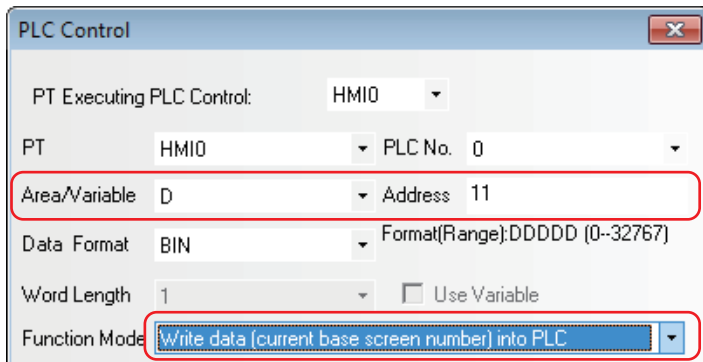 PLC Control
PT Executing PLC Control: HMI0
PT HMI0 PLC No. 0
Area/Variable D Address 11
Data Format BIN Format(Range):DDDDD (0--32767)
Word Length 1 Use Variable
Function Mode Write data (current base screen number) into PLC